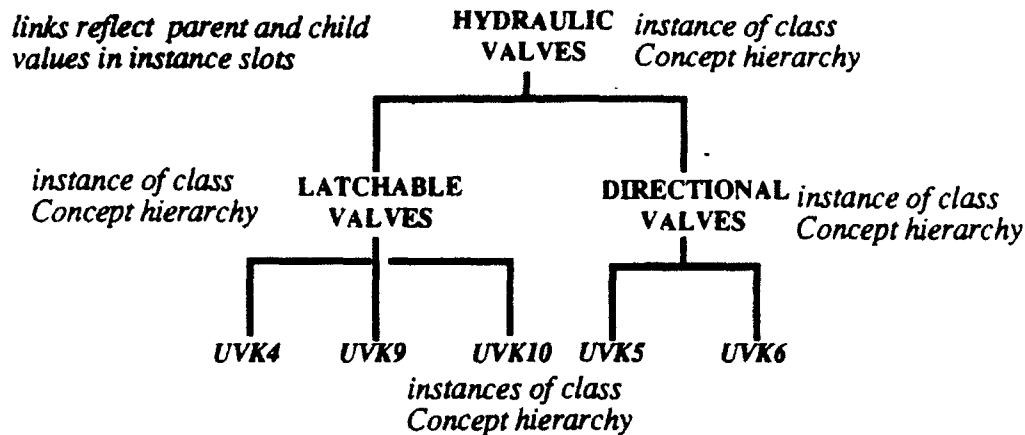 links reflect parent and child
values in instance slots
HYDRAULIC
VALVES
instance of class
Concept hierarchy
instance of class
Concept hierarchy
LATCHABLE
VALVES
DIRECTIONAL
VALVES
instance of class
Concept hierarchy
UVK4 UVK9 UVK10 UVK5 UVK6
instances of class
Concept hierarchy